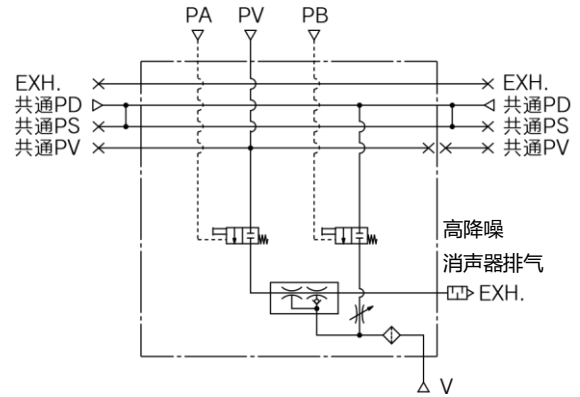 PA PV PB
EXH. EXH.
共通PD 共通PD
共通PS 共通PS
共通PV 共通PV
高降噪
消声器排气
EXH.
V